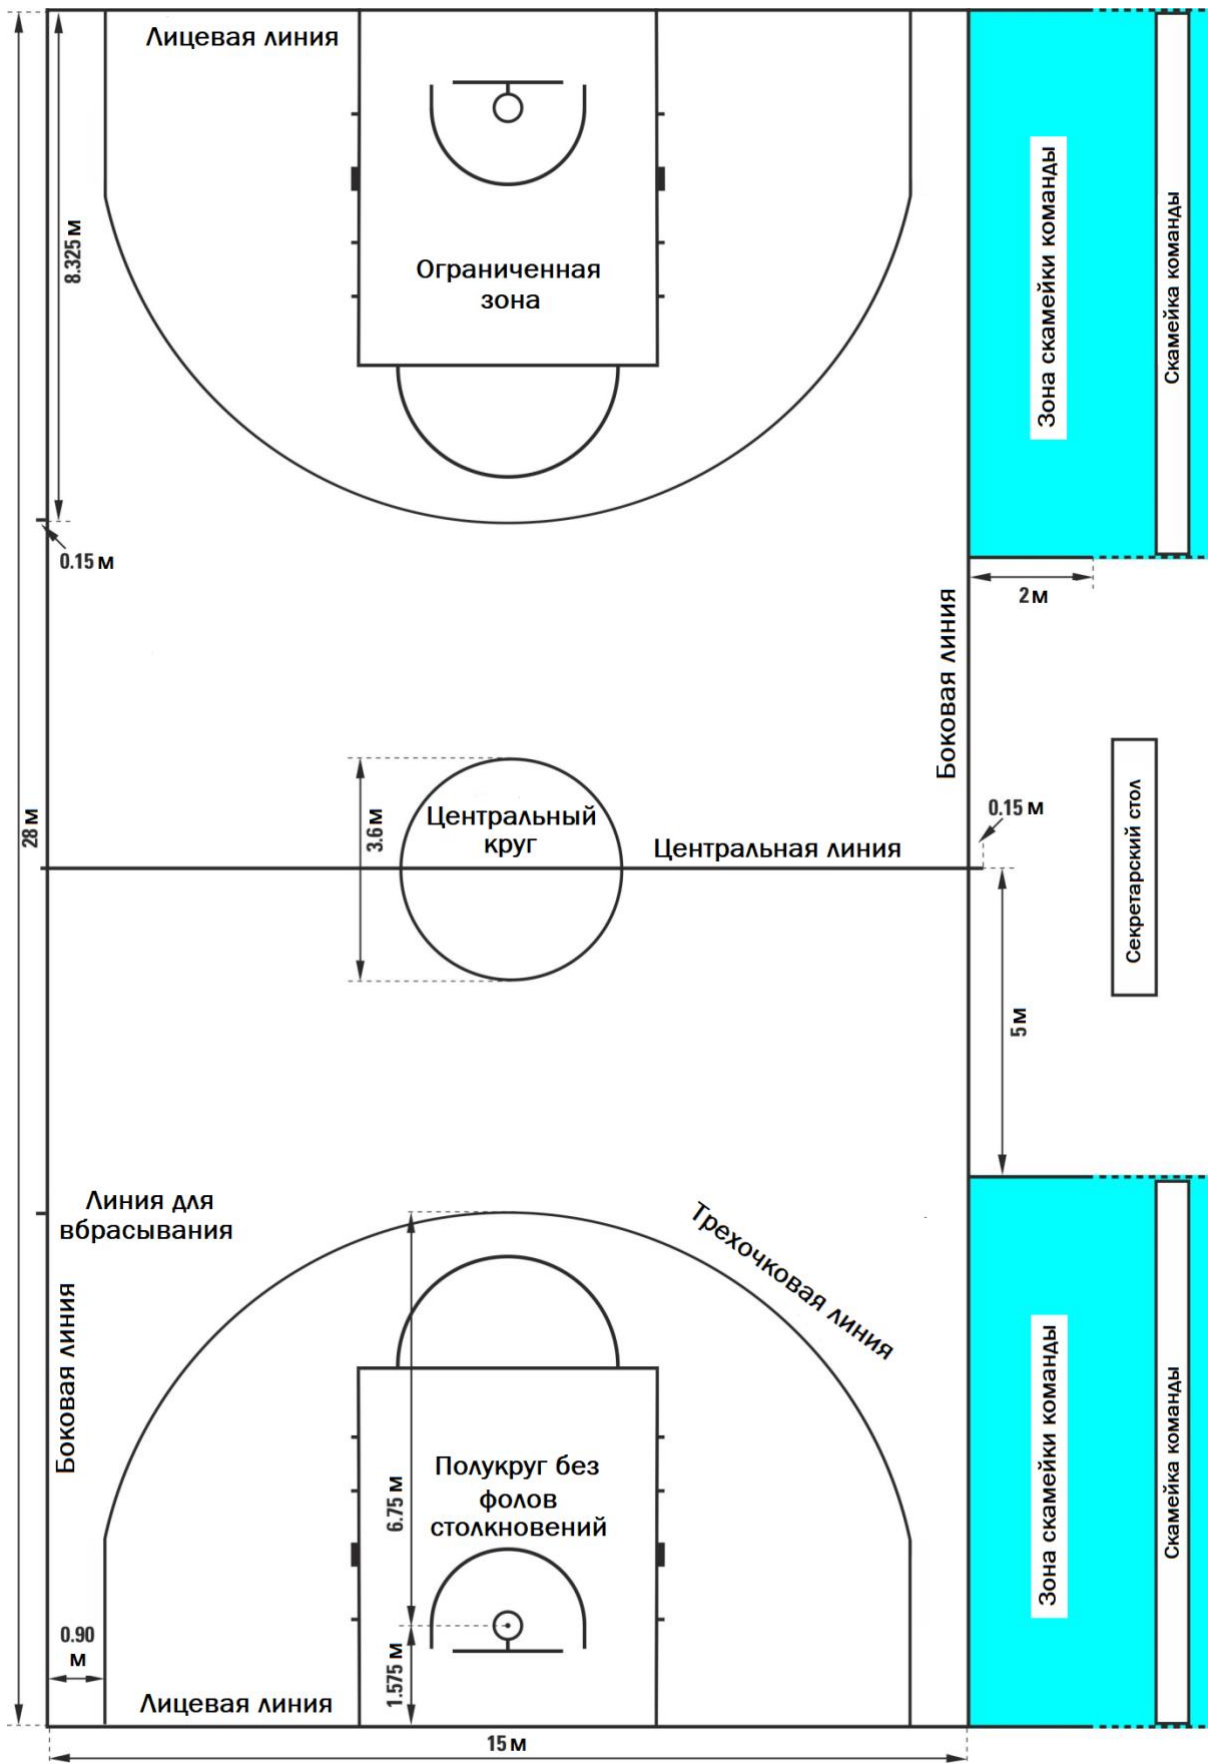 Лицевая линия
8.325 м
Ограниченная
зона
Зона скамейки команды
Скамейка команды
0.15 м
2 м
Боковая линия
28 м
3.6 м
Центральный
круг
Центральная линия
0.15 м
Секретарский стол
5 м
Линия для
вбрасывания
Трехочковая линия
Боковая линия
6.75 м
Полукруг без
фолов
столкновений
Зона скамейки команды
Скамейка команды
0.90
м
1.575 м
Лицевая линия
15 м